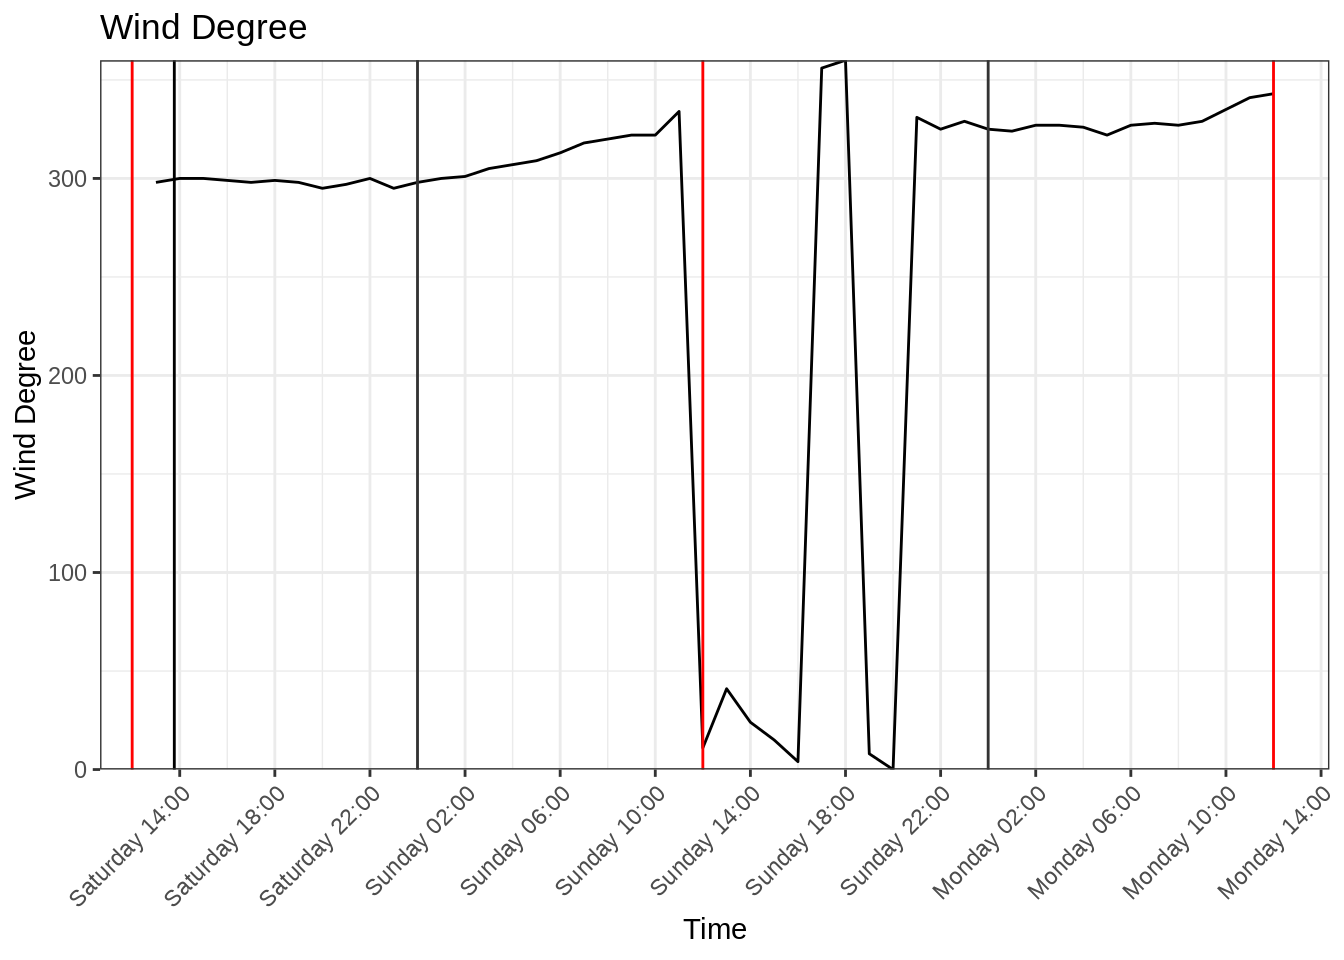 Wind Degree
Wind Degree
300
200
100
0
Saturday 14:00
Saturday 18:00
Saturday 22:00
Sunday 02:00
Sunday 06:00
Sunday 10:00
Sunday 14:00
Sunday 18:00
Sunday 22:00
Monday 02:00
Monday 06:00
Monday 10:00
Monday 14:00
Time